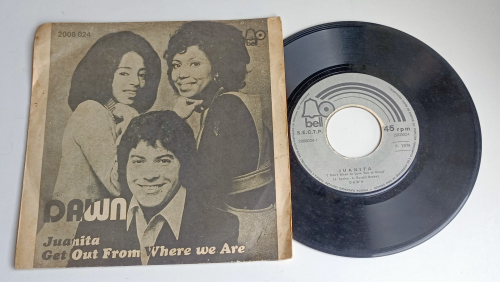 2008 024
bell
DAWN
Juanita
Get Out From Where we Are
bell
S.A.C.T.P.
45 rpm
JUANITA
DAWN